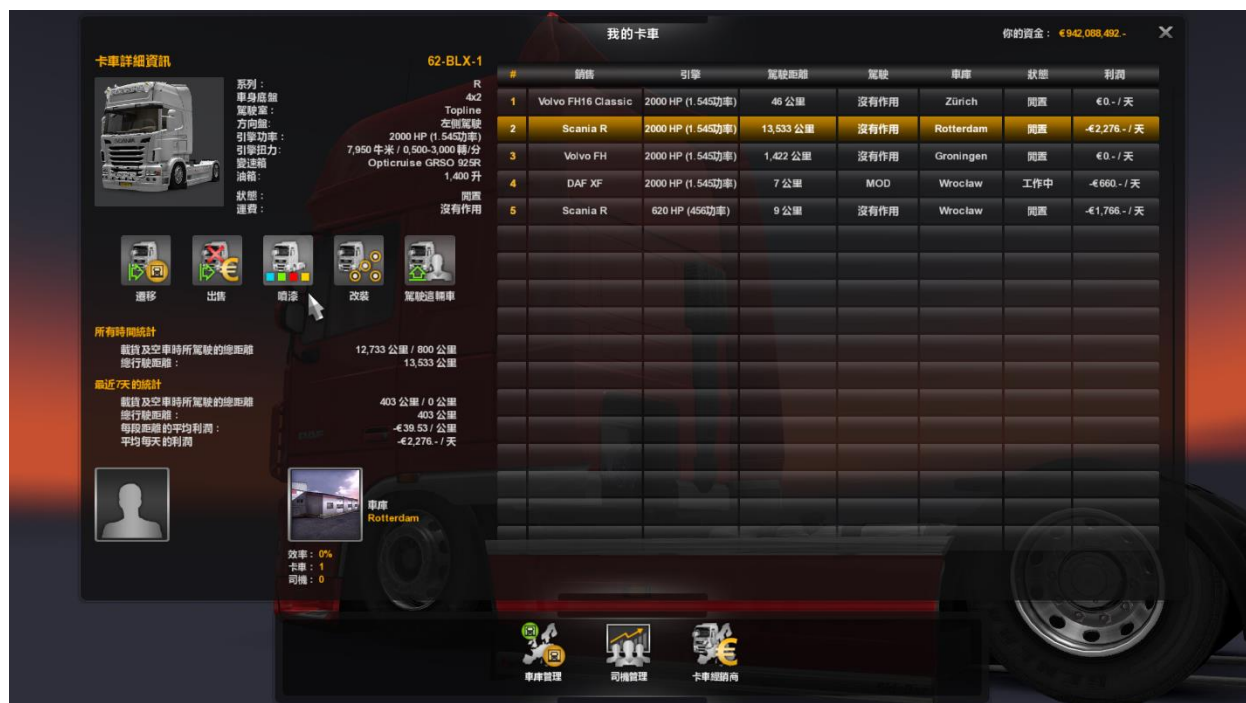 我的卡車
你的資金： €942,088,492.-
卡車詳細資訊 62-BLX-1
系列： R
車身底盤 4x2
駕駛室： Topline
方向盤: 左側駕駛
引擎功率： 2000 HP (1.545功率)
引擎扭力: 7,950 牛米 / 0,500-3,000 轉/分
變速箱 Opticruise GRSO 925R
油箱: 1,400 升
狀態： 閒置
運費： 沒有作用
遷移 出售 噴漆 改裝 駕駛這輛車
所有時間統計
載貨及空車時所駕駛的總距離 12,733 公里 / 800 公里
總行駛距離： 13,533 公里
最近7天的統計
載貨及空車時所駕駛的總距離 403 公里 / 0 公里
總行駛距離： 403 公里
每段距離的平均利潤： -€39.53 / 公里
平均每天的利潤 -€2,276.- / 天
車庫
Rotterdam
效率： 0%
卡車： 1
司機： 0
# 銷售 引擎 駕駛距離 駕駛 車庫 狀態 利潤
1 Volvo FH16 Classic 2000 HP (1.545功率) 46 公里 沒有作用 Zürich 閒置 €0.- / 天
2 Scania R 2000 HP (1.545功率) 13,533 公里 沒有作用 Rotterdam 閒置 -€2,276.- / 天
3 Volvo FH 2000 HP (1.545功率) 1,422 公里 沒有作用 Groningen 閒置 €0.- / 天
4 DAF XF 2000 HP (1.545功率) 7 公里 MOD Wrocław 工作中 -€660.- / 天
5 Scania R 620 HP (456功率) 9 公里 沒有作用 Wrocław 閒置 -€1,766.- / 天
車庫管理 司機管理 卡車經銷商